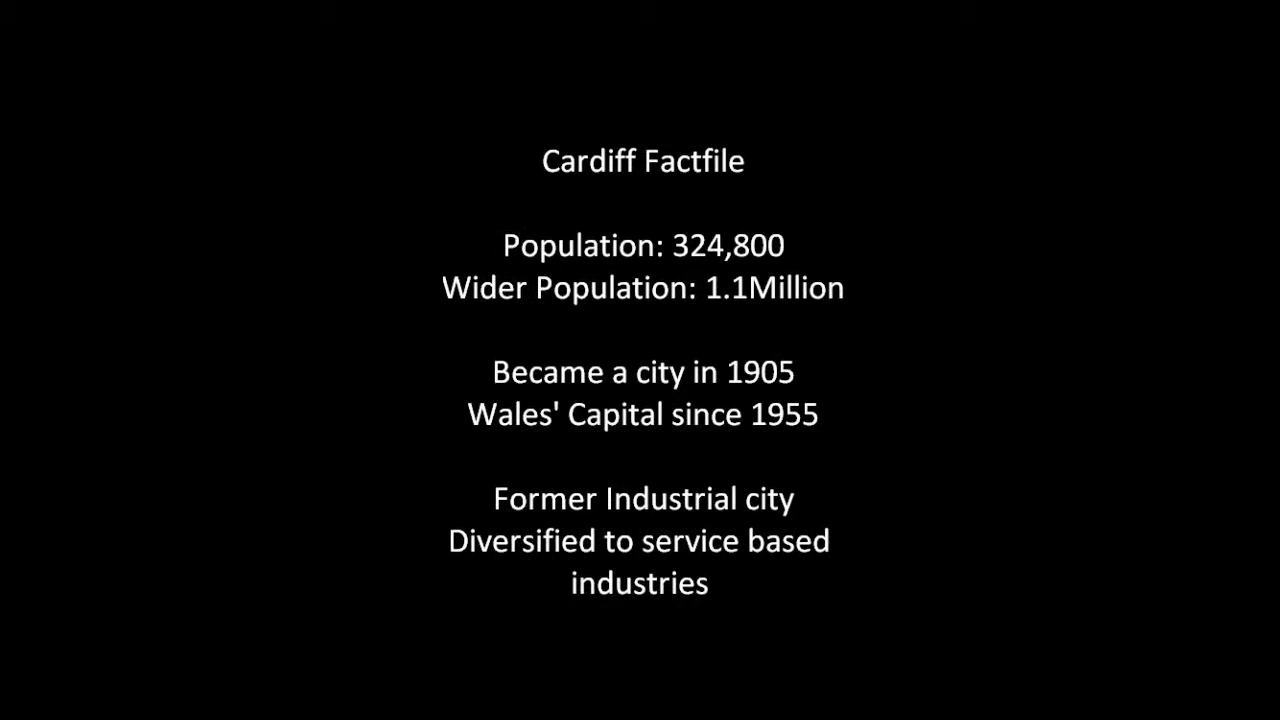 Cardiff Factfile
Population: 324,800
Wider Population: 1.1Million
Became a city in 1905
Wales' Capital since 1955
Former Industrial city
Diversified to service based
industries